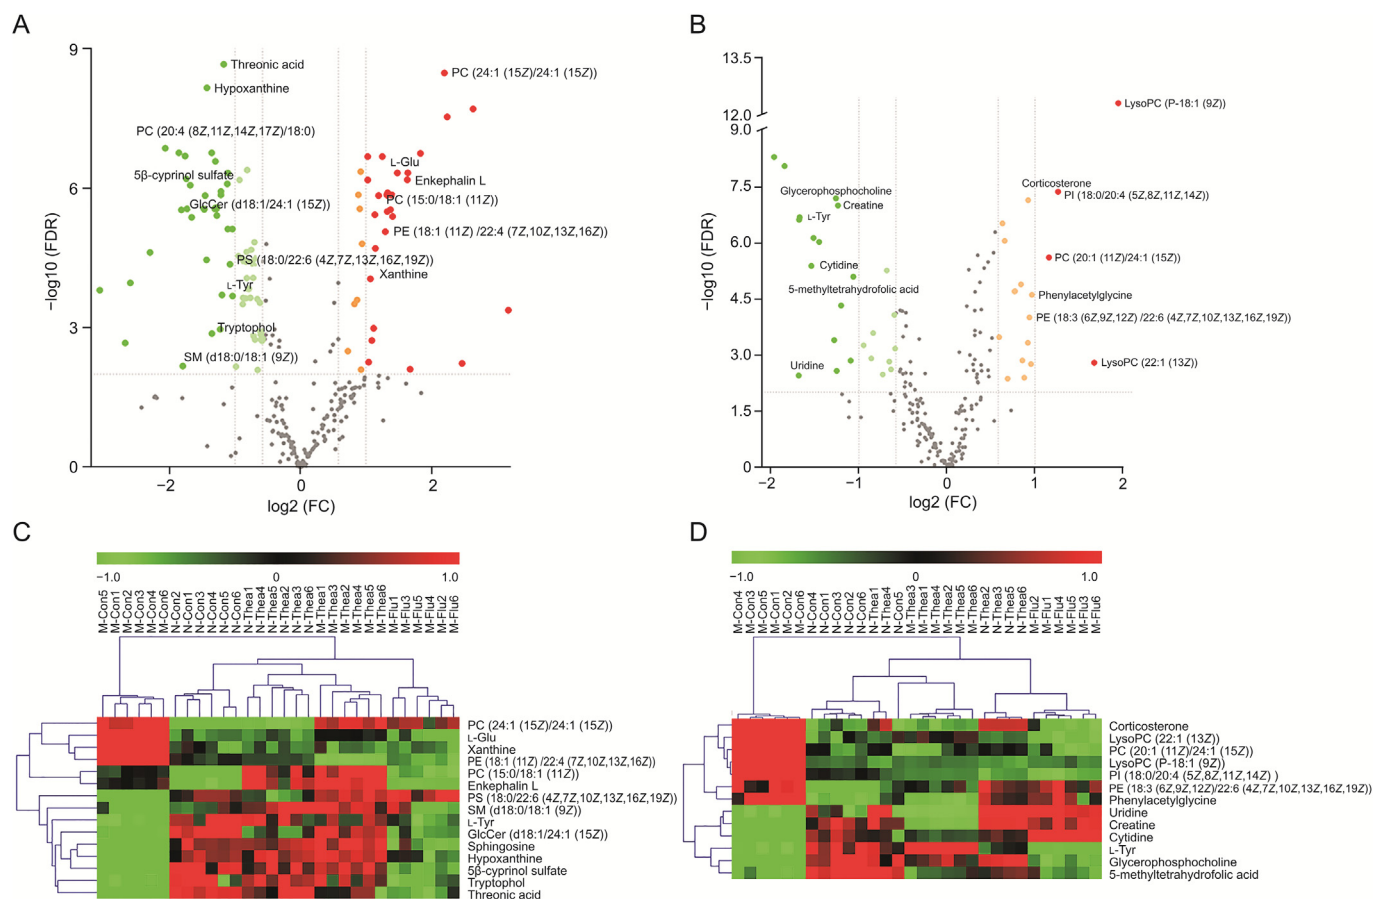 A
9
6
3
0
−2
0
2
−log10 (FDR)
log2 (FC)
Threonic acid
Hypoxanthine
PC (20:4 (8Z,11Z,14Z,17Z)/18:0)
5β-cyprinol sulfate
GlcCer (d18:1/24:1 (15Z))
PS (18:0/22:6 (4Z,7Z,13Z,16Z,19Z))
L-Tyr
Tryptophol
SM (d18:0/18:1 (9Z))
PC (24:1 (15Z)/24:1 (15Z))
L-Glu
Enkephalin L
PC (15:0/18:1 (11Z))
PE (18:1 (11Z) /22:4 (7Z,10Z,13Z,16Z))
Xanthine
B
13.5
12.0
9.0
7.5
6.0
4.5
3.0
1.5
0
−2
−1
0
1
2
−log10 (FDR)
log2 (FC)
LysoPC (P-18:1 (9Z))
Glycerophosphocholine
Creatine
L-Tyr
Cytidine
5-methyltetrahydrofolic acid
Uridine
Corticosterone
PI (18:0/20:4 (5Z,8Z,11Z,14Z))
PC (20:1 (11Z)/24:1 (15Z))
Phenylacetylglycine
PE (18:3 (6Z,9Z,12Z) /22:6 (4Z,7Z,10Z,13Z,16Z,19Z))
LysoPC (22:1 (13Z))
C
−1.0
0
1.0
M-Con5
M-Con1
M-Con2
M-Con3
M-Con4
M-Con6
N-Con2
N-Con1
N-Con3
N-Con4
N-Con5
N-Con6
N-Thea1
N-Thea4
N-Thea5
N-Thea2
N-Thea3
N-Thea6
M-Thea1
M-Thea3
M-Thea2
M-Thea4
M-Thea5
M-Thea6
M-Flu1
M-Flu3
M-Flu5
M-Flu4
M-Flu2
M-Flu6
PC (24:1 (15Z)/24:1 (15Z))
L-Glu
Xanthine
PE (18:1 (11Z) /22:4 (7Z,10Z,13Z,16Z))
PC (15:0/18:1 (11Z))
Enkephalin L
PS (18:0/22:6 (4Z,7Z,10Z,13Z,16Z,19Z))
SM (d18:0/18:1 (9Z))
L-Tyr
GlcCer (d18:1/24:1 (15Z))
Sphingosine
Hypoxanthine
5β-cyprinol sulfate
Tryptophol
Threonic acid
D
−1.0
0
1.0
M-Con4
M-Con3
M-Con5
M-Con1
M-Con2
M-Con6
N-Con4
N-Con1
N-Con3
N-Con2
N-Con6
N-Thea1
N-Thea4
N-Con5
M-Thea3
M-Thea1
M-Thea2
M-Thea4
M-Thea5
M-Thea6
N-Thea2
N-Thea3
N-Thea5
N-Thea6
M-Flu2
M-Flu1
M-Flu4
M-Flu5
M-Flu3
M-Flu6
Corticosterone
LysoPC (22:1 (13Z))
PC (20:1 (11Z)/24:1 (15Z))
LysoPC (P-18:1 (9Z))
PI (18:0/20:4 (5Z,8Z,11Z,14Z) )
PE (18:3 (6Z,9Z,12Z)/22:6 (4Z,7Z,10Z,13Z,16Z,19Z))
Phenylacetylglycine
Uridine
Creatine
Cytidine
L-Tyr
Glycerophosphocholine
5-methyltetrahydrofolic acid